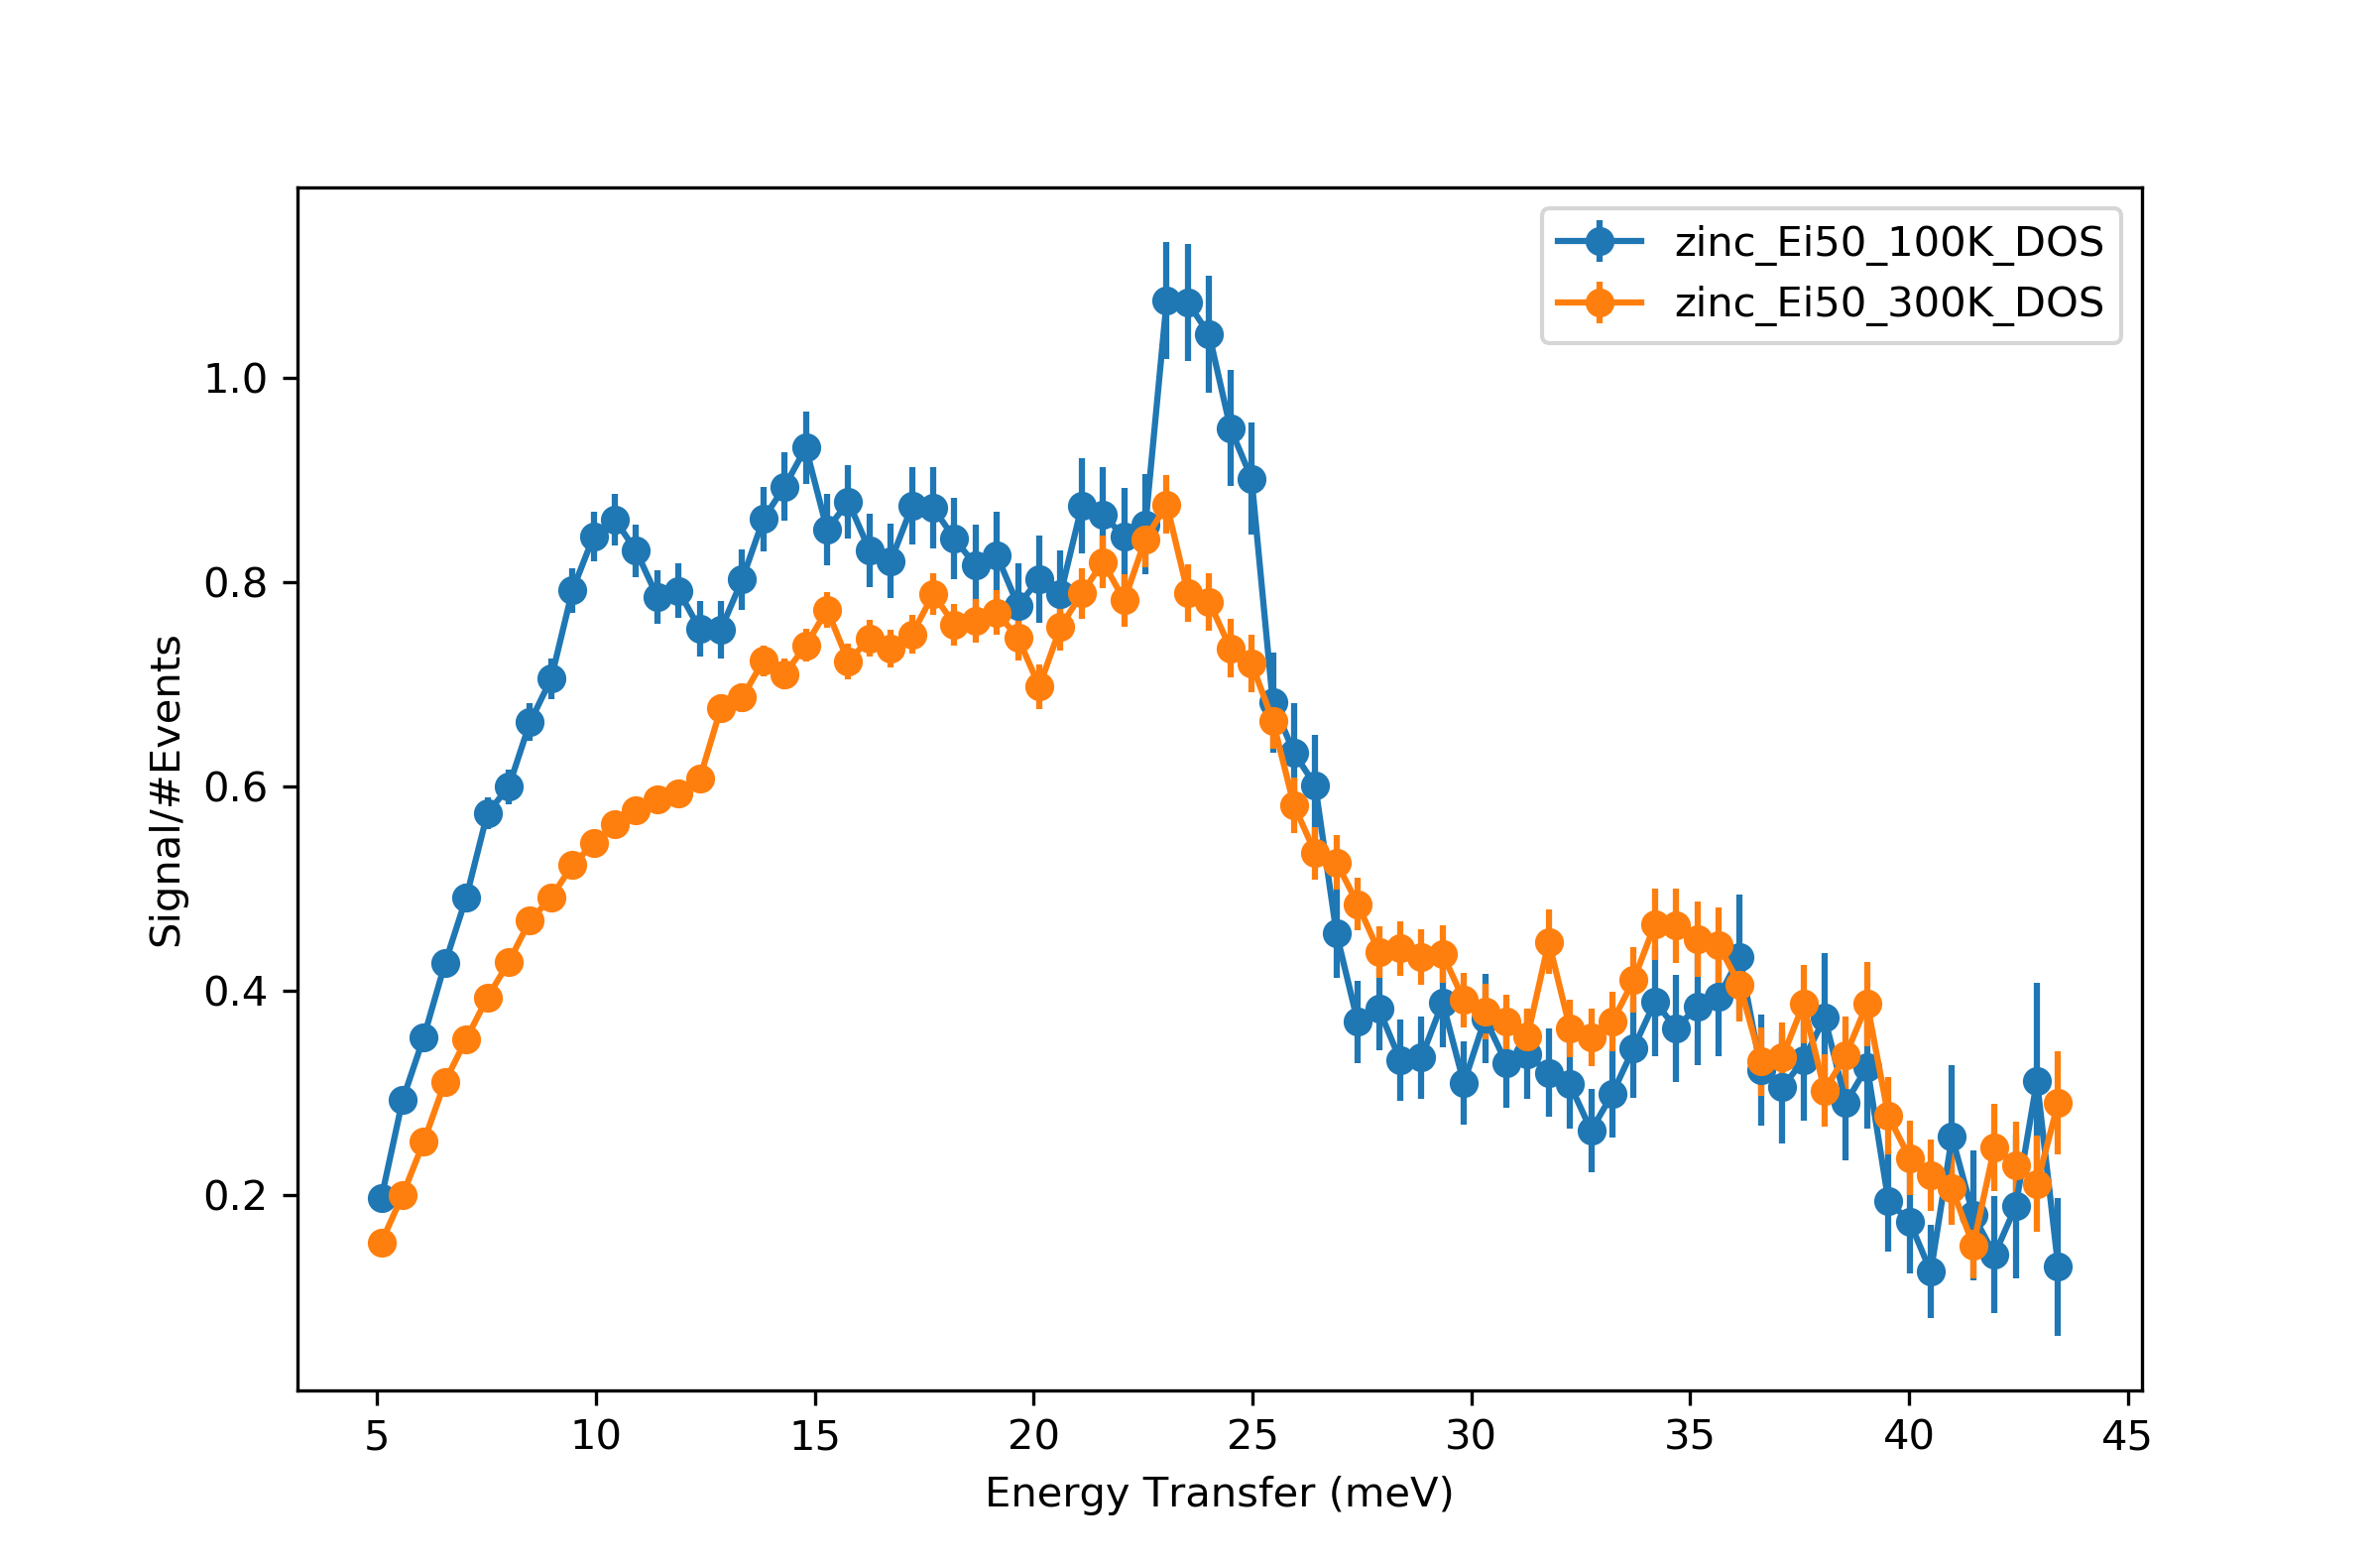 zinc_Ei50_100K_DOS
zinc_Ei50_300K_DOS
1.0
0.8
0.6
0.4
0.2
Signal/#Events
5 10 15 20 25 30 35 40 45
Energy Transfer (meV)